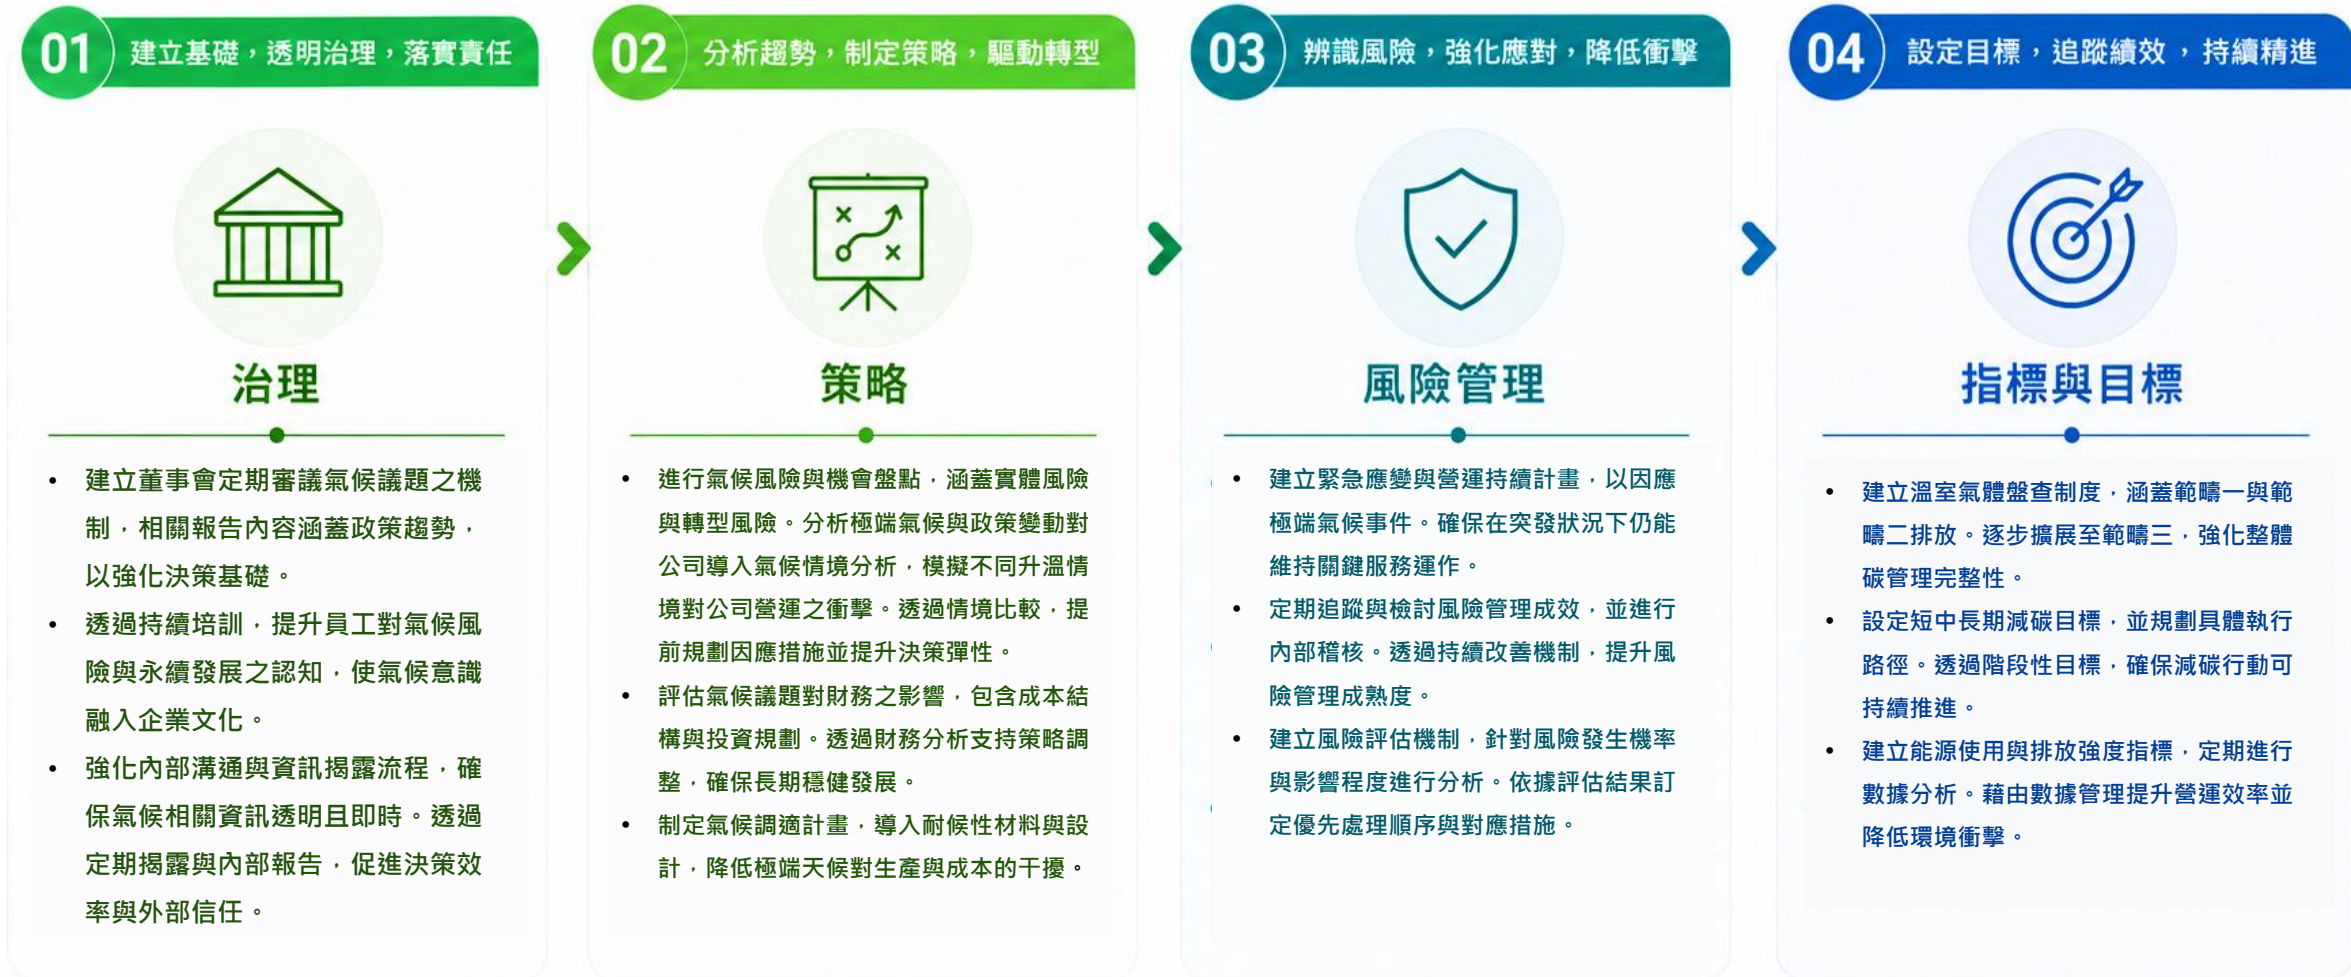 01
建立基礎，透明治理，落實責任
治理
• 建立董事會定期審議氣候議題之機
制，相關報告內容涵蓋政策趨勢，
以強化決策基礎。
• 透過持續培訓，提升員工對氣候風
險與永續發展之認知，使氣候意識
融入企業文化。
• 強化內部溝通與資訊揭露流程，確
保氣候相關資訊透明且即時。透過
定期揭露與內部報告，促進決策效
率與外部信任。
02
分析趨勢，制定策略，驅動轉型
策略
• 進行氣候風險與機會盤點，涵蓋實體風險
與轉型風險。分析極端氣候與政策變動對
公司導入氣候情境分析，模擬不同升溫情
境對公司營運之衝擊。透過情境比較，提
前規劃因應措施並提升決策彈性。
• 評估氣候議題對財務之影響，包含成本結
構與投資規劃。透過財務分析支持策略調
整，確保長期穩健發展。
• 制定氣候調適計畫，導入耐候性材料與設
計，降低極端天候對生產與成本的干擾。
03
辨識風險，強化應對，降低衝擊
風險管理
• 建立緊急應變與營運持續計畫，以因應
極端氣候事件。確保在突發狀況下仍能
維持關鍵服務運作。
• 定期追蹤與檢討風險管理成效，並進行
內部稽核。透過持續改善機制，提升風
險管理成熟度。
• 建立風險評估機制，針對風險發生機率
與影響程度進行分析。依據評估結果訂
定優先處理順序與對應措施。
04
設定目標，追蹤績效，持續精進
指標與目標
• 建立溫室氣體盤查制度，涵蓋範疇一與範
疇二排放。逐步擴展至範疇三，強化整體
碳管理完整性。
• 設定短中長期減碳目標，並規劃具體執行
路徑。透過階段性目標，確保減碳行動可
持續推進。
• 建立能源使用與排放強度指標，定期進行
數據分析。藉由數據管理提升營運效率並
降低環境衝擊。